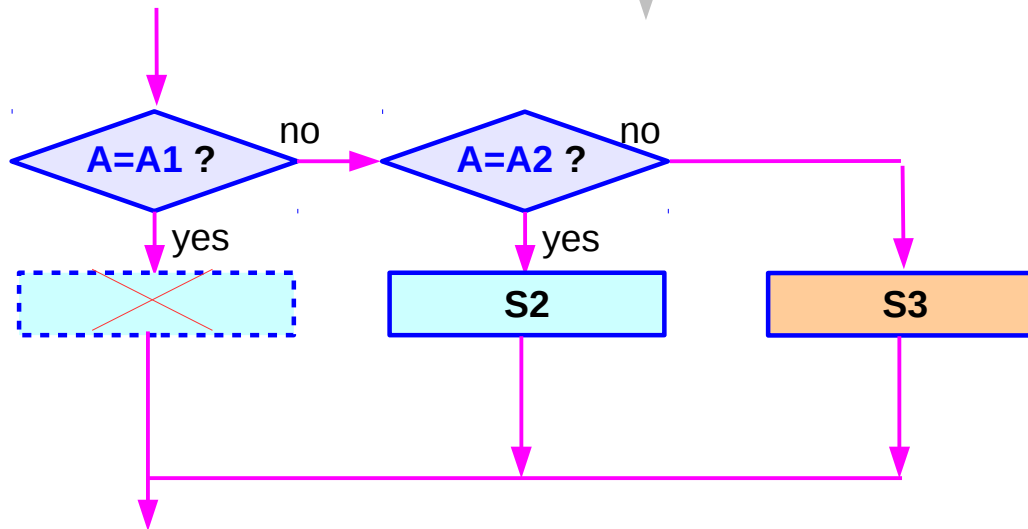 no
no
A=A1 ?
A=A2 ?
yes
yes
S2
S3